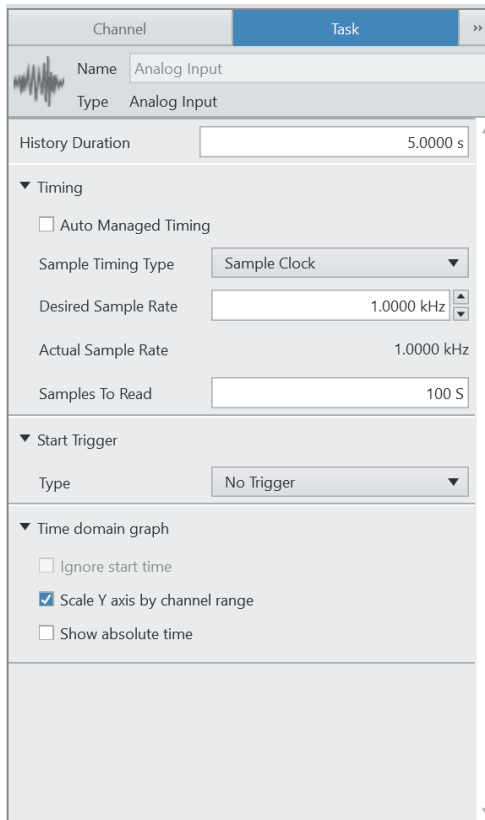 Channel
Task
Name Analog Input
Type Analog Input
History Duration 5.0000 s
Timing
Auto Managed Timing
Sample Timing Type Sample Clock
Desired Sample Rate 1.0000 kHz
Actual Sample Rate 1.0000 kHz
Samples To Read 100 S
Start Trigger
Type No Trigger
Time domain graph
Ignore start time
Scale Y axis by channel range
Show absolute time